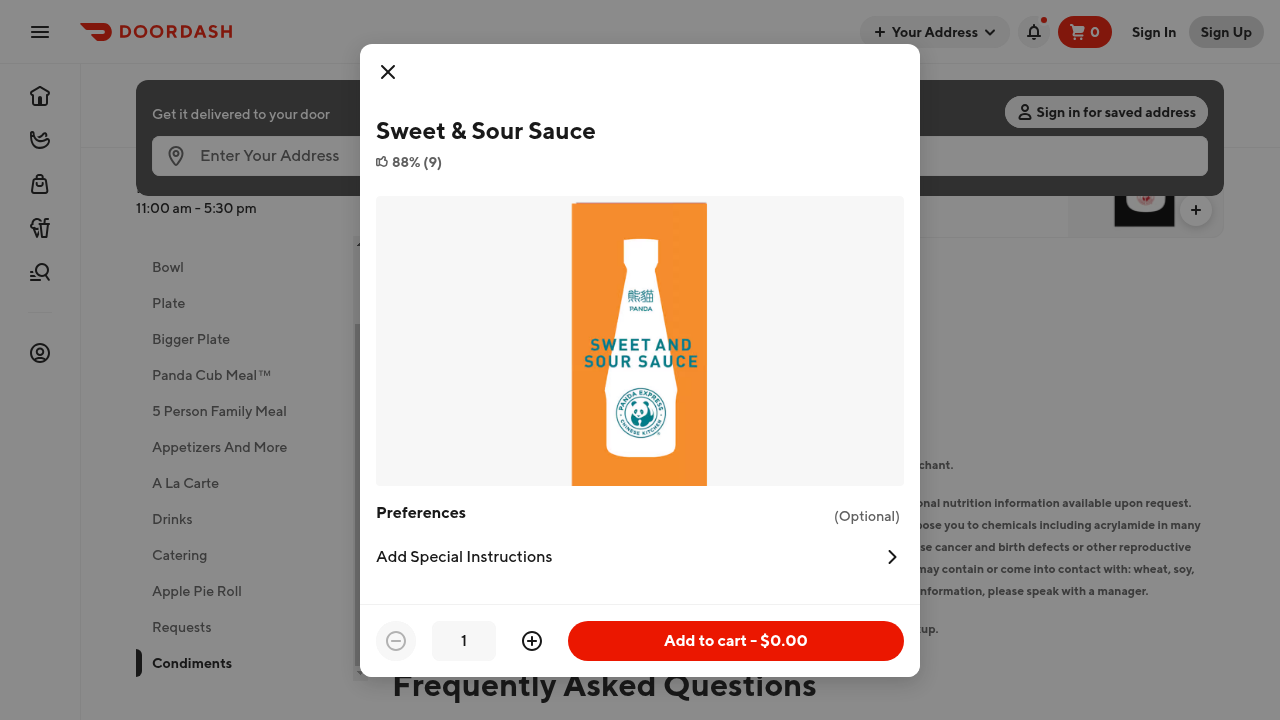 DOORDASH
Your Address
0
Sign In
Sign Up
Get it delivered to your door
Sign in for saved address
Enter Your Address
11:00 am - 5:30 pm
Bowl
Plate
Bigger Plate
Panda Cub Meal™
5 Person Family Meal
Appetizers And More
A La Carte
Drinks
Catering
Apple Pie Roll
Requests
Condiments
Sweet & Sour Sauce
88% (9)
熊貓
PANDA
SWEET AND
SOUR SAUCE
PANDA EXPRESS
CHINESE KITCHEN
Preferences
(Optional)
Add Special Instructions
1
Add to cart - $0.00
chant.
onal nutrition information available upon request.
ose you to chemicals including acrylamide in many
se cancer and birth defects or other reproductive
may contain or come into contact with: wheat, soy,
nformation, please speak with a manager.
up.
Frequently Asked Questions